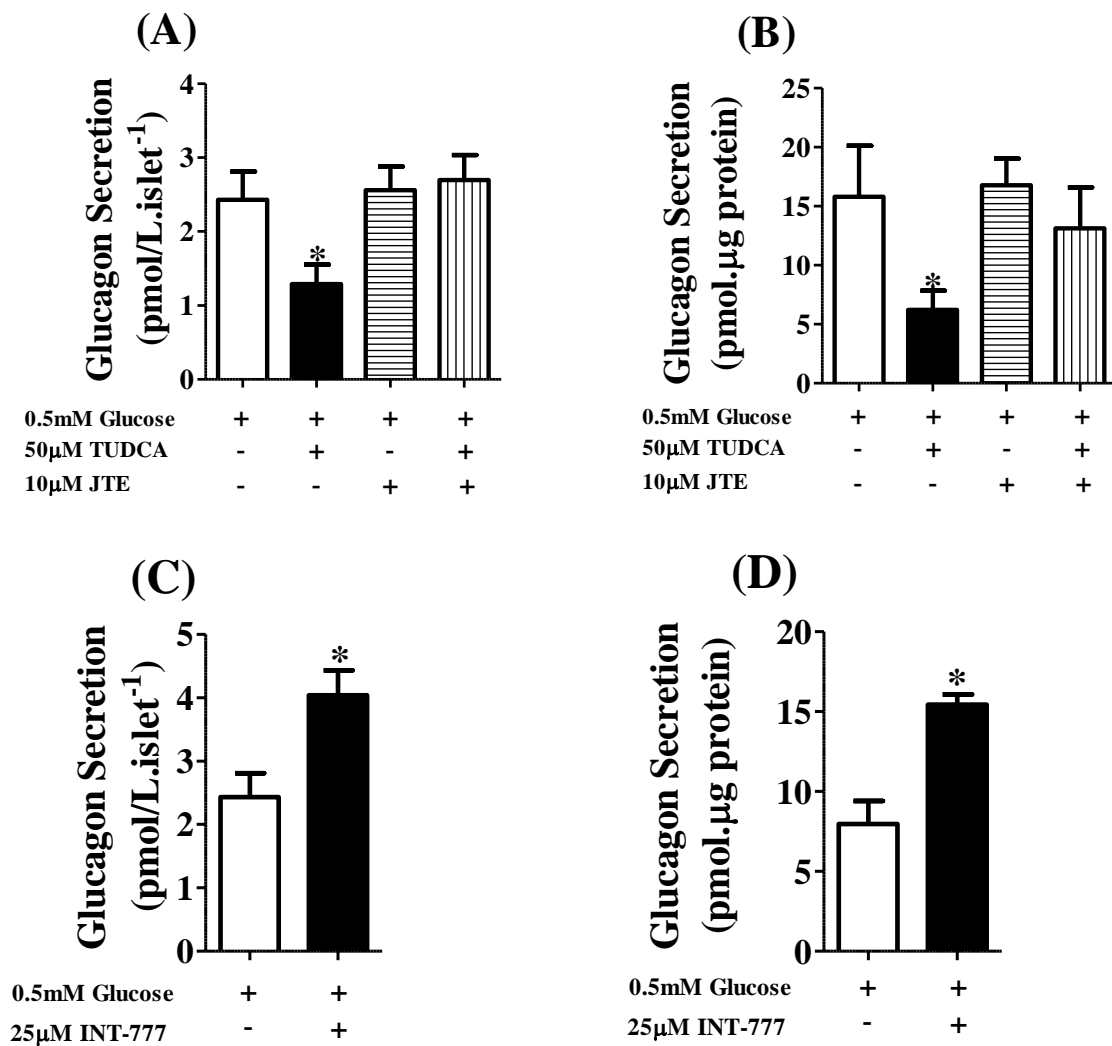 (A)
Glucagon Secretion
(pmol/L.islet⁻¹)
4
3
2
1
0
*
0.5mM Glucose + + + +
50μM TUDCA - + - +
10μM JTE - - + +
(B)
Glucagon Secretion
(pmol.μg protein)
25
20
15
10
5
0
*
0.5mM Glucose + + + +
50μM TUDCA - + - +
10μM JTE - - + +
(C)
Glucagon Secretion
(pmol/L.islet⁻¹)
5
4
3
2
1
0
*
0.5mM Glucose + +
25μM INT-777 - +
(D)
Glucagon Secretion
(pmol.μg protein)
20
15
10
5
0
*
0.5mM Glucose + +
25μM INT-777 - +